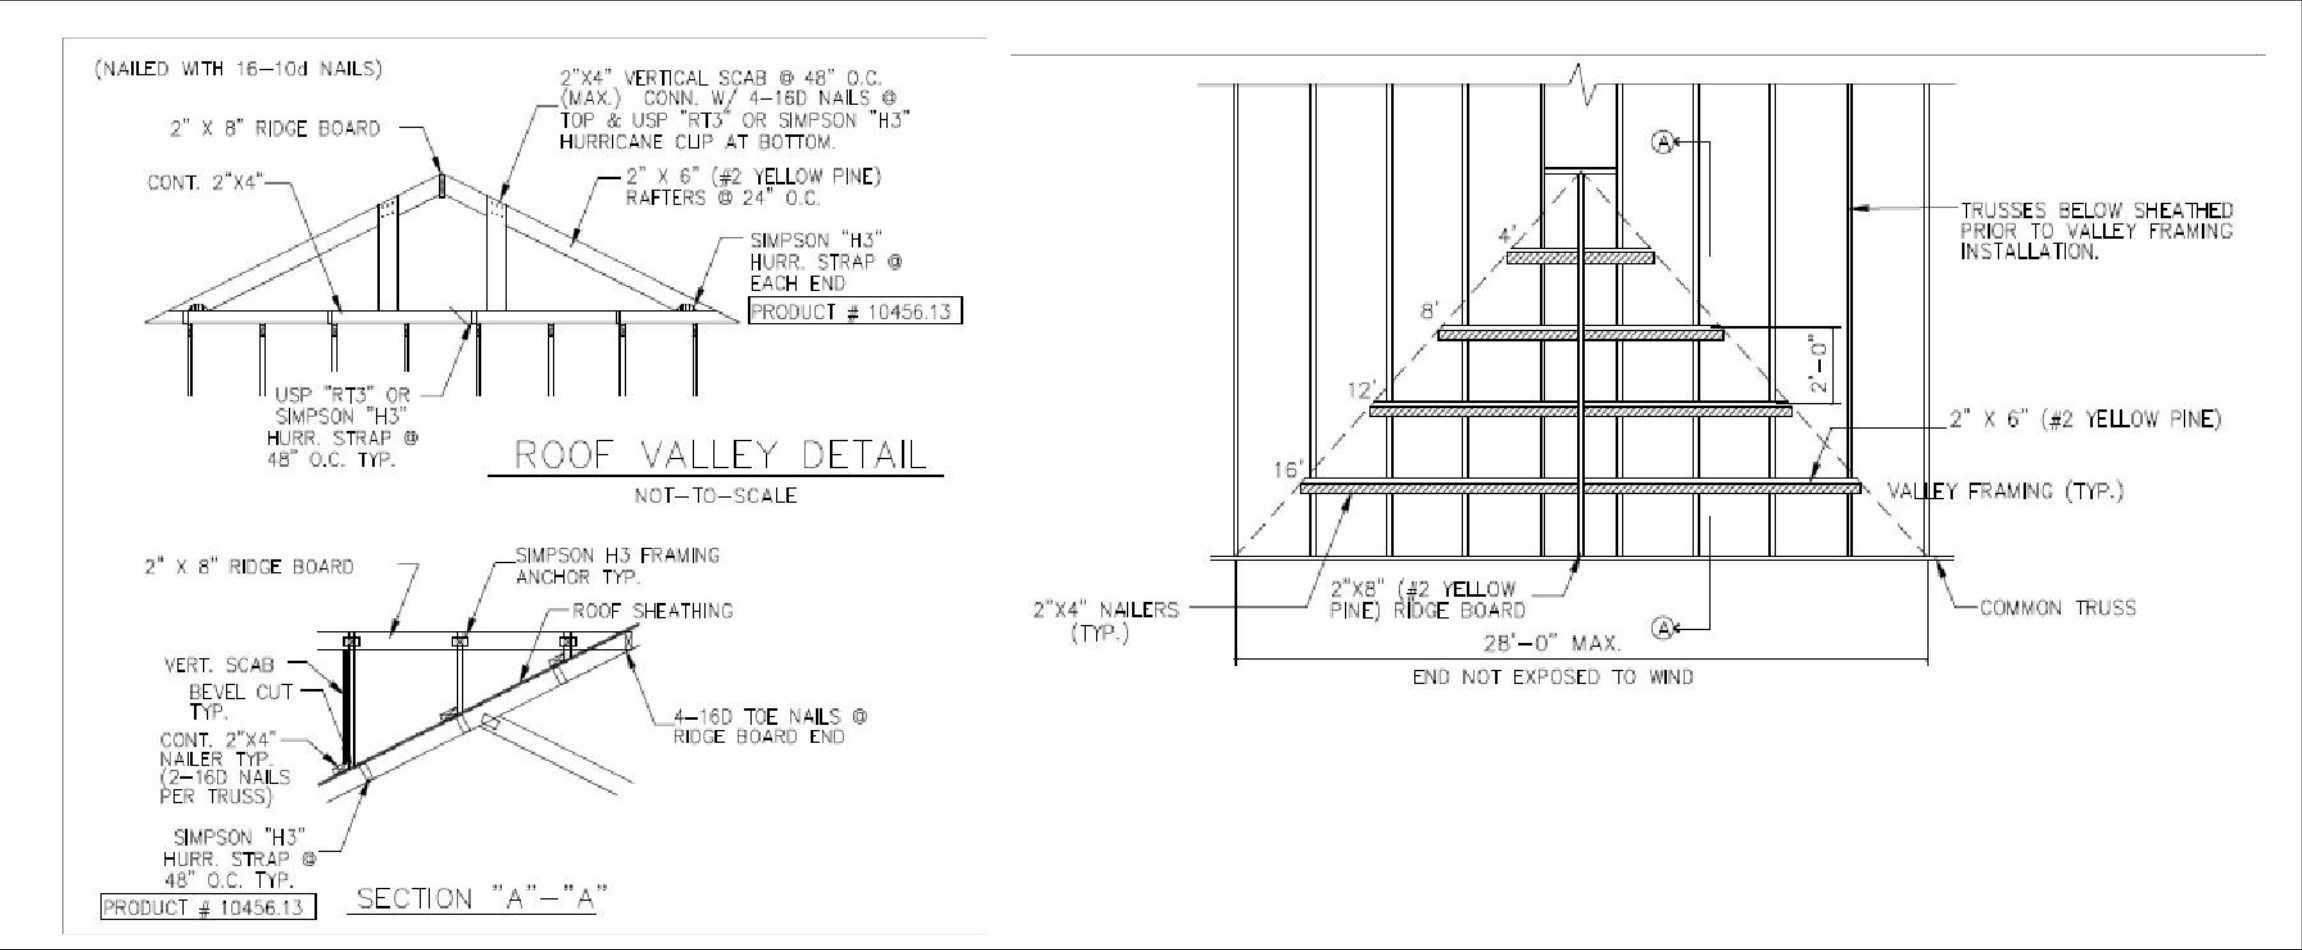 (NAILED WITH 16-10d NAILS)
2"X4" VERTICAL SCAB @ 48" O.C.
(MAX.) CONN. W/ 4-16D NAILS @
TOP & USP "RT3" OR SIMPSON "H3"
HURRICANE CLIP AT BOTTOM.
2" X 8" RIDGE BOARD
CONT. 2"X4"
2" X 6" (#2 YELLOW PINE)
RAFTERS @ 24" O.C.
SIMPSON "H3"
HURR. STRAP @
EACH END
PRODUCT # 10456.13
USP "RT3" OR
SIMPSON "H3"
HURR. STRAP @
48" O.C. TYP.
ROOF VALLEY DETAIL
NOT-TO-SCALE
2" X 8" RIDGE BOARD
SIMPSON H3 FRAMING
ANCHOR TYP.
ROOF SHEATHING
VERT. SCAB
BEVEL CUT
TYP.
CONT. 2"X4"
NAILER TYP.
(2-16D NAILS
PER TRUSS)
4-16D TOE NAILS @
RIDGE BOARD END
SIMPSON "H3"
HURR. STRAP @
48" O.C. TYP.
PRODUCT # 10456.13
SECTION "A"-"A"
A
TRUSSES BELOW SHEATHED
PRIOR TO VALLEY FRAMING
INSTALLATION.
4'
8'
2'-0"
12'
2" X 6" (#2 YELLOW PINE)
16'
VALLEY FRAMING (TYP.)
2"X4" NAILERS
(TYP.)
2"X8" (#2 YELLOW
PINE) RIDGE BOARD
A
COMMON TRUSS
28'-0" MAX.
END NOT EXPOSED TO WIND